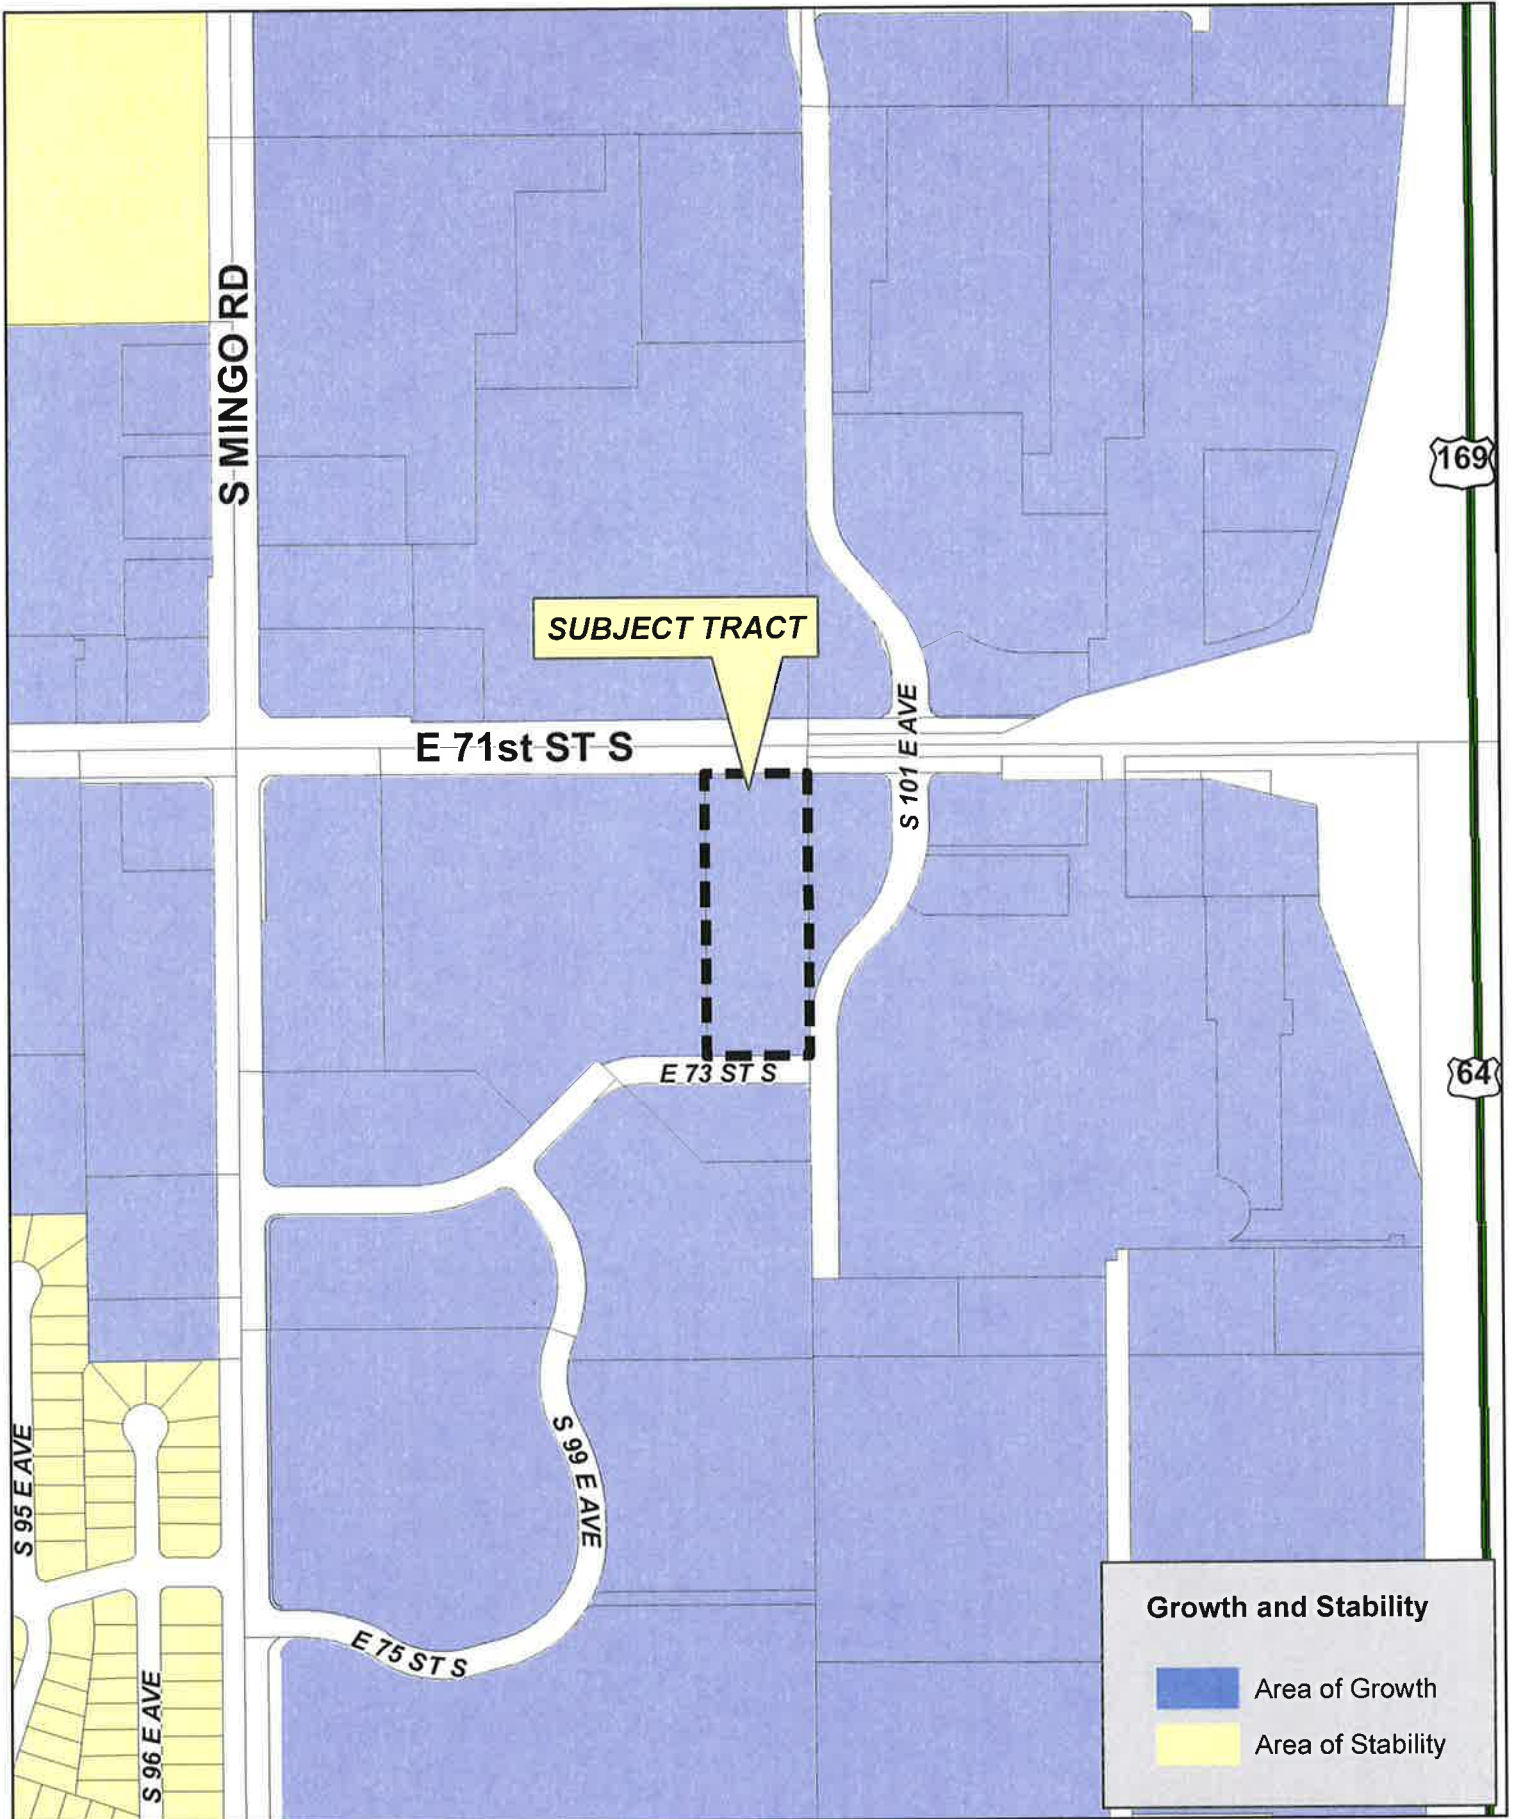 S MINGO RD
169
SUBJECT TRACT
E 71st ST S
S 101 E AVE
E 73 ST S
64
S 99 E AVE
S 95 E AVE
E 75 ST S
S 96 E AVE
Growth and Stability
Area of Growth
Area of Stability